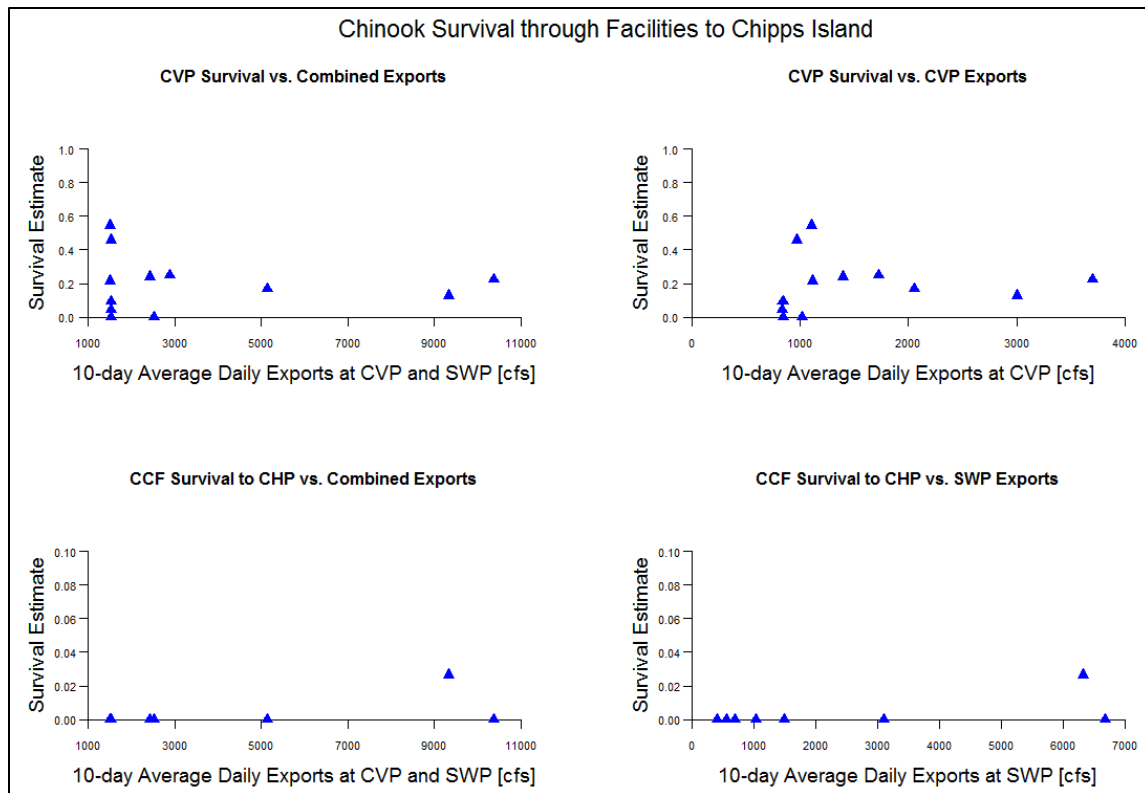 Chinook Survival through Facilities to Chipps Island
CVP Survival vs. Combined Exports
Survival Estimate
1.0
0.8
0.6
0.4
0.2
0.0
1000 3000 5000 7000 9000 11000
10-day Average Daily Exports at CVP and SWP [cfs]
CVP Survival vs. CVP Exports
Survival Estimate
1.0
0.8
0.6
0.4
0.2
0.0
0 1000 2000 3000 4000
10-day Average Daily Exports at CVP [cfs]
CCF Survival to CHP vs. Combined Exports
Survival Estimate
0.10
0.08
0.06
0.04
0.02
0.00
1000 3000 5000 7000 9000 11000
10-day Average Daily Exports at CVP and SWP [cfs]
CCF Survival to CHP vs. SWP Exports
Survival Estimate
0.10
0.08
0.06
0.04
0.02
0.00
0 1000 2000 3000 4000 5000 6000 7000
10-day Average Daily Exports at SWP [cfs]